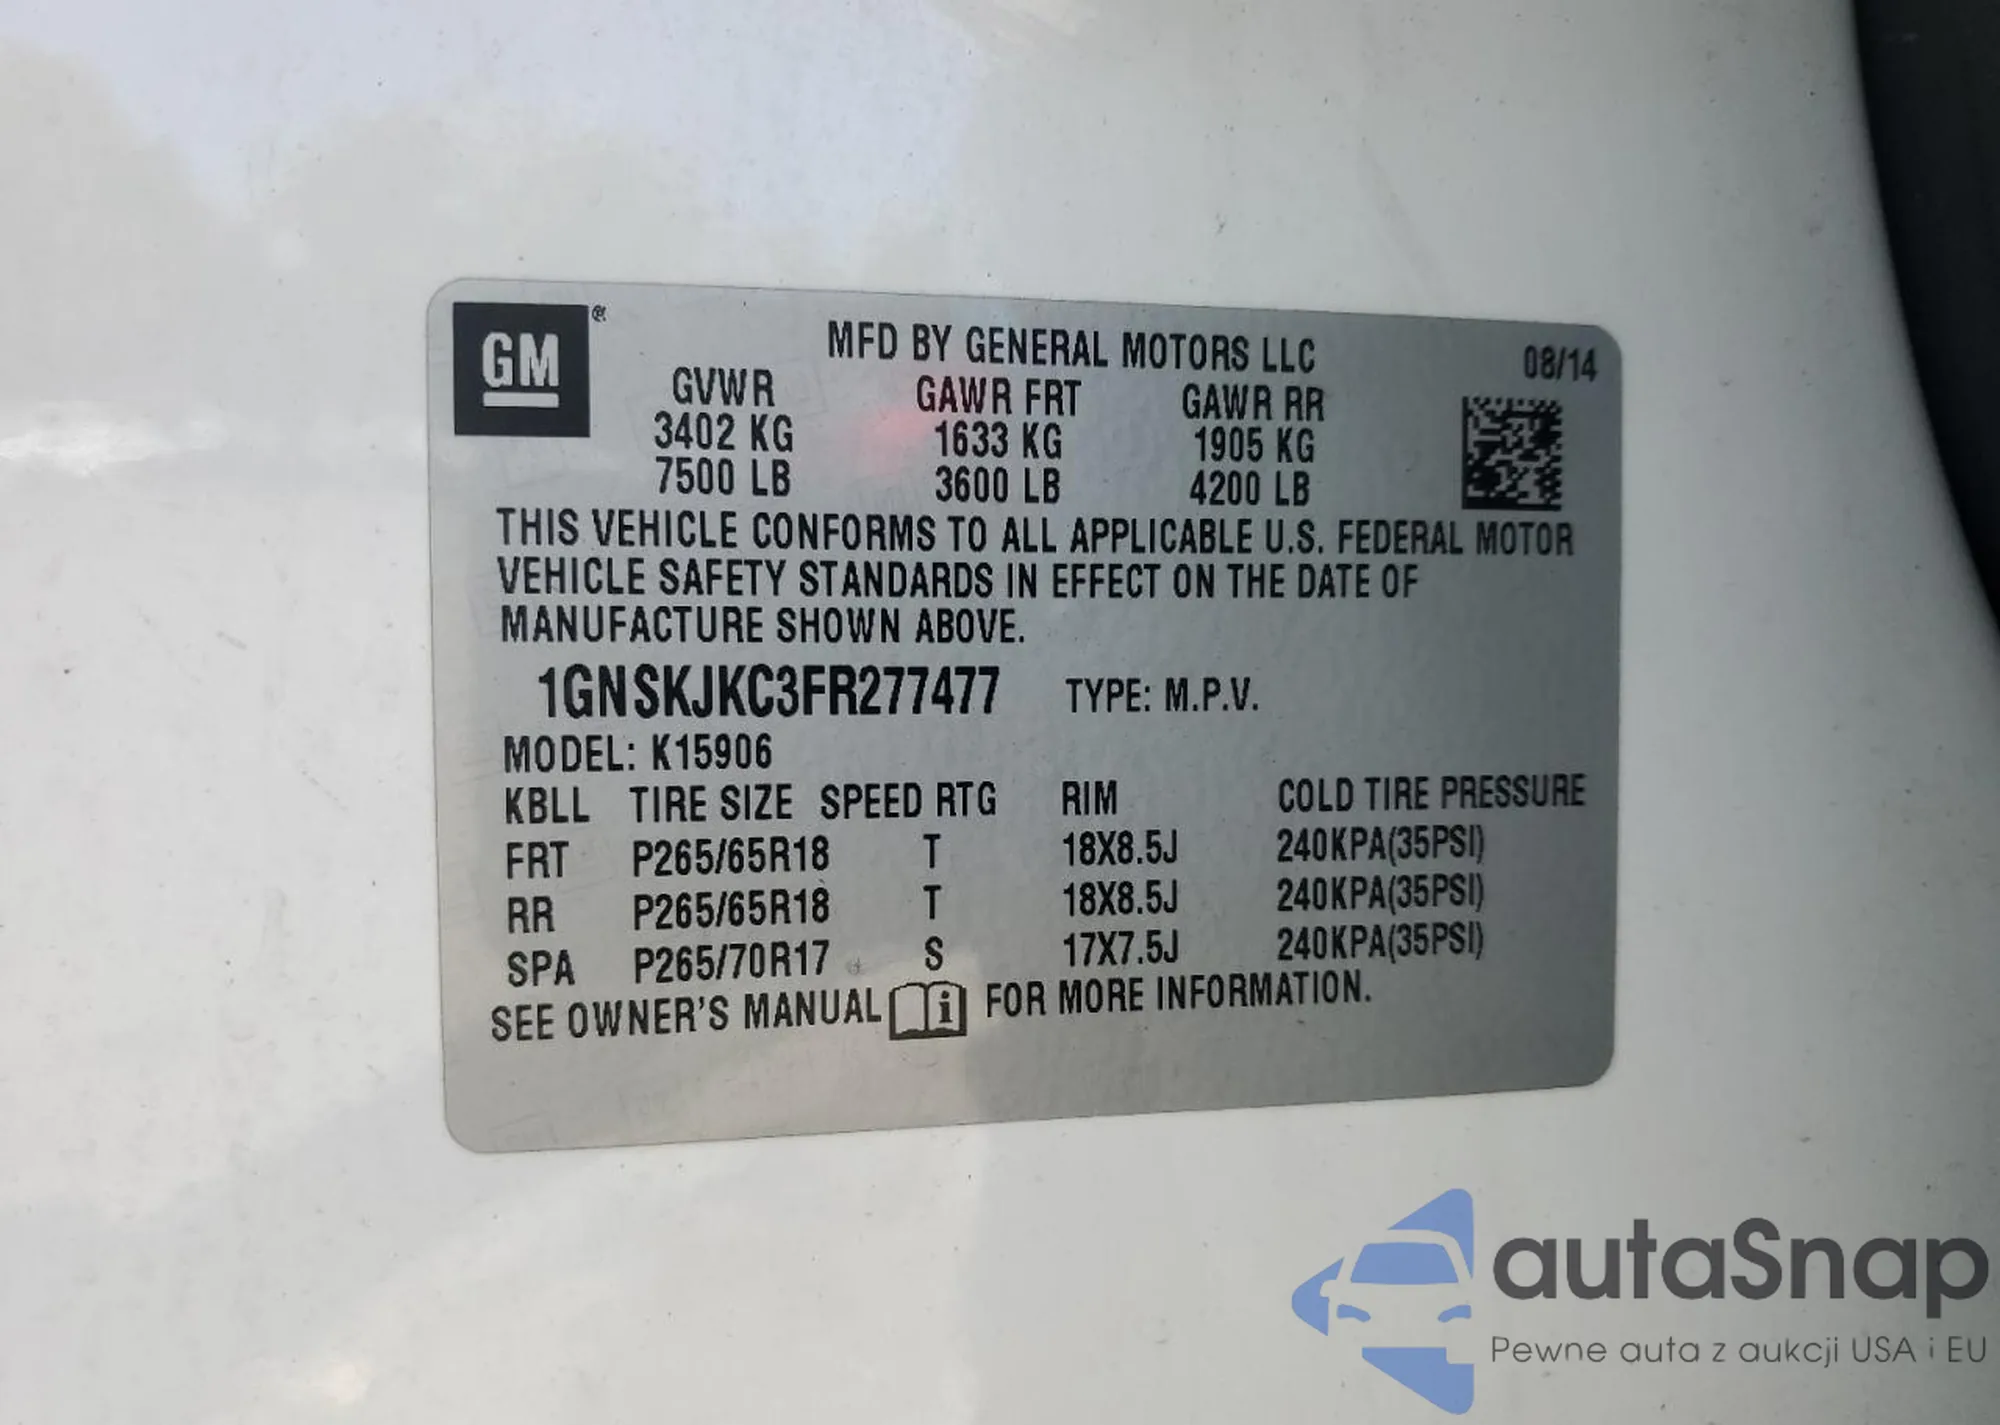 GM®
MFD BY GENERAL MOTORS LLC 08/14
GVWR GAWR FRT GAWR RR
3402 KG 1633 KG 1905 KG
7500 LB 3600 LB 4200 LB
THIS VEHICLE CONFORMS TO ALL APPLICABLE U.S. FEDERAL MOTOR
VEHICLE SAFETY STANDARDS IN EFFECT ON THE DATE OF
MANUFACTURE SHOWN ABOVE.
1GNSKJKC3FR277477 TYPE: M.P.V.
MODEL: K15906
KBLL TIRE SIZE SPEED RTG RIM COLD TIRE PRESSURE
FRT P265/65R18 T 18X8.5J 240KPA(35PSI)
RR P265/65R18 T 18X8.5J 240KPA(35PSI)
SPA P265/70R17 S 17X7.5J 240KPA(35PSI)
SEE OWNER'S MANUAL i FOR MORE INFORMATION.
autaSnap
Pewne auta z aukcji USA i EU